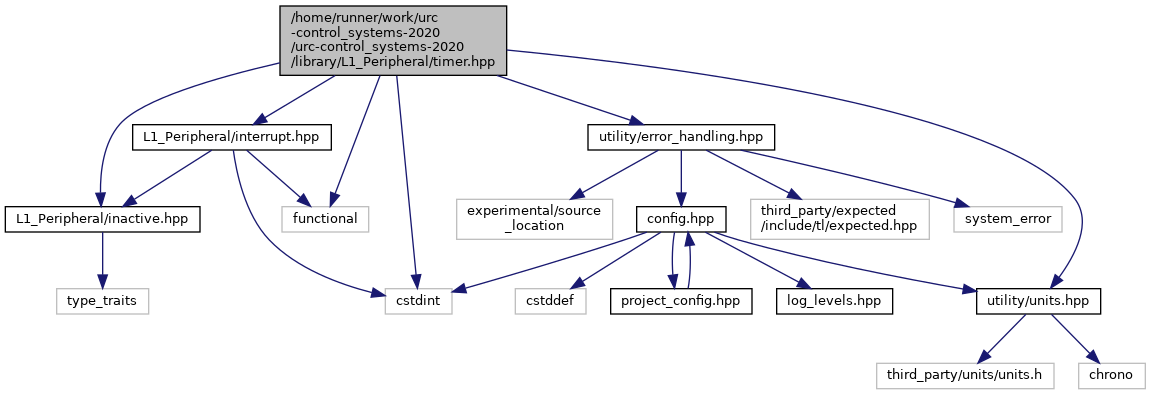 /home/runner/work/urc
-control_systems-2020
/urc-control_systems-2020
/library/L1_Peripheral/timer.hpp
L1_Peripheral/interrupt.hpp
utility/error_handling.hpp
L1_Peripheral/inactive.hpp
functional
experimental/source
_location
config.hpp
third_party/expected
/include/tl/expected.hpp
system_error
type_traits
cstdint
cstddef
project_config.hpp
log_levels.hpp
utility/units.hpp
third_party/units/units.h
chrono